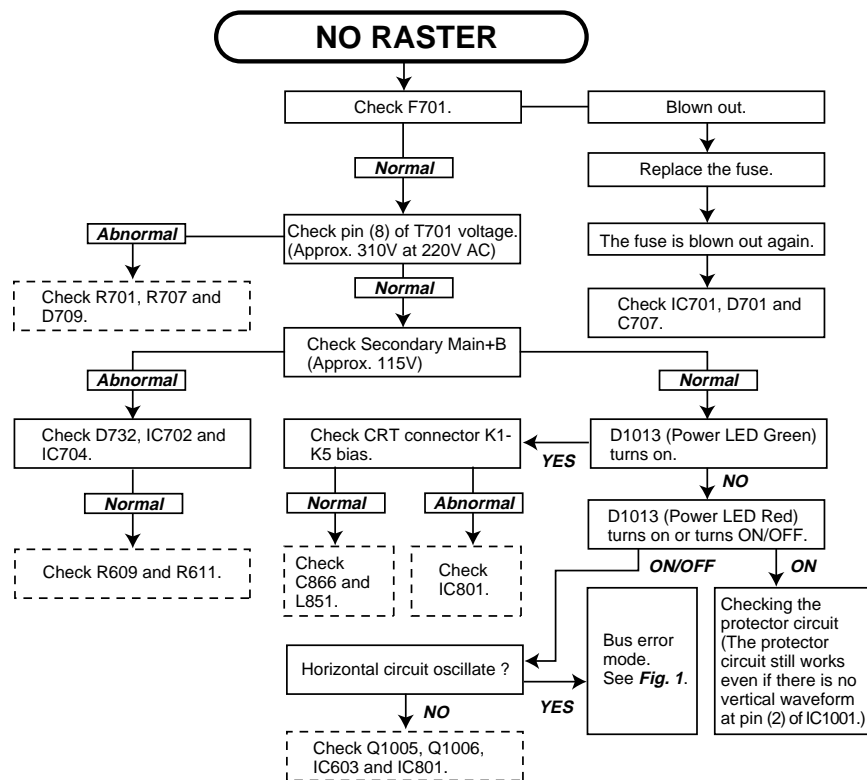 NO RASTER
Check F701.
Blown out.
Normal
Replace the fuse.
Abnormal
Check pin (8) of T701 voltage.
(Approx. 310V at 220V AC)
The fuse is blown out again.
Check R701, R707 and
D709.
Normal
Check IC701, D701 and
C707.
Check Secondary Main+B
(Approx. 115V)
Abnormal
Normal
Check D732, IC702 and
IC704.
Check CRT connector K1-
K5 bias.
YES
D1013 (Power LED Green)
turns on.
NO
Normal
Normal
Abnormal
D1013 (Power LED Red)
turns on or turns ON/OFF.
Check R609 and R611.
Check
C866 and
L851.
Check
IC801.
ON/OFF
ON
Horizontal circuit oscillate ?
Bus error
mode.
See Fig. 1.
Checking the
protector circuit
(The protector
circuit still works
even if there is no
vertical waveform
at pin (2) of IC1001.)
NO
YES
Check Q1005, Q1006,
IC603 and IC801.